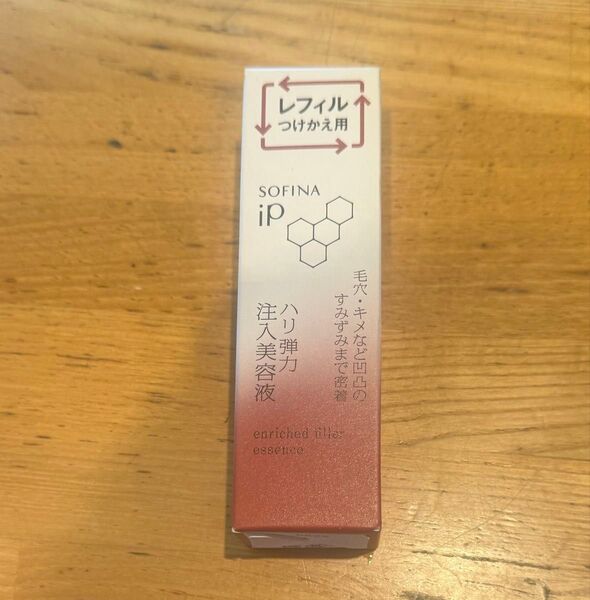 レフィル
つけかえ用
SOFINA
iP
毛穴・キメなど凹凸の
すみずみまで密着
ハリ弾力
注入美容液
enriched filler
essence